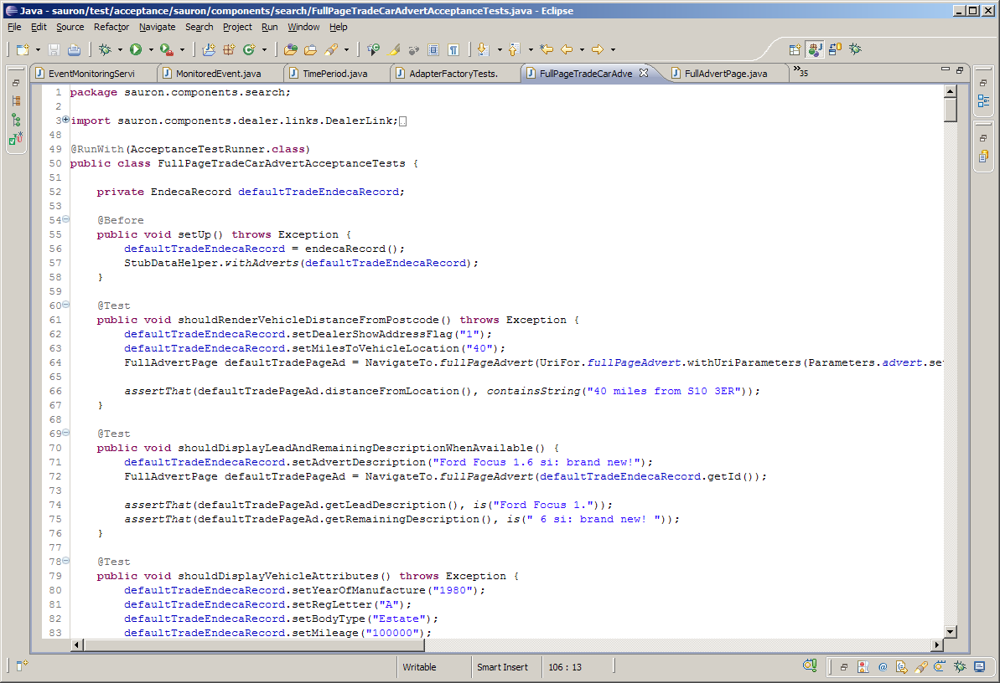 Java - sauron/test/acceptance/sauron/components/search/FullPageTradeCarAdvertAcceptanceTests.java - Eclipse
File Edit Source Refactor Navigate Search Project Run Window Help
EventMonitoringServi MonitoredEvent.java TimePeriod.java AdapterFactoryTests. FullPageTradeCarAdve FullAdvertPage.java »35
1 package sauron.components.search;
2
3 import sauron.components.dealer.links.DealerLink;
48
49 @RunWith(AcceptanceTestRunner.class)
50 public class FullPageTradeCarAdvertAcceptanceTests {
51
52     private EndecaRecord defaultTradeEndecaRecord;
53
54     @Before
55     public void setUp() throws Exception {
56         defaultTradeEndecaRecord = endecaRecord();
57         StubDataHelper.withAdverts(defaultTradeEndecaRecord);
58     }
59
60     @Test
61     public void shouldRenderVehicleDistanceFromPostcode() throws Exception {
62         defaultTradeEndecaRecord.setDealerShowAddressFlag("1");
63         defaultTradeEndecaRecord.setMilesToVehicleLocation("40");
64         FullAdvertPage defaultTradePageAd = NavigateTo.fullPageAdvert(UriFor.fullPageAdvert.withUriParameters(Parameters.advert.se
65
66         assertThat(defaultTradePageAd.distanceFromLocation(), containsString("40 miles from S10 3ER"));
67     }
68
69     @Test
70     public void shouldDisplayLeadAndRemainingDescriptionWhenAvailable() {
71         defaultTradeEndecaRecord.setAdvertDescription("Ford Focus 1.6 si: brand new!");
72         FullAdvertPage defaultTradePageAd = NavigateTo.fullPageAdvert(defaultTradeEndecaRecord.getId());
73
74         assertThat(defaultTradePageAd.getLeadDescription(), is("Ford Focus 1."));
75         assertThat(defaultTradePageAd.getRemainingDescription(), is(" 6 si: brand new! "));
76     }
77
78     @Test
79     public void shouldDisplayVehicleAttributes() throws Exception {
80         defaultTradeEndecaRecord.setYearOfManufacture("1980");
81         defaultTradeEndecaRecord.setRegLetter("A");
82         defaultTradeEndecaRecord.setBodyType("Estate");
83         defaultTradeEndecaRecord.setMileage("100000");
Writable Smart Insert 106 : 13